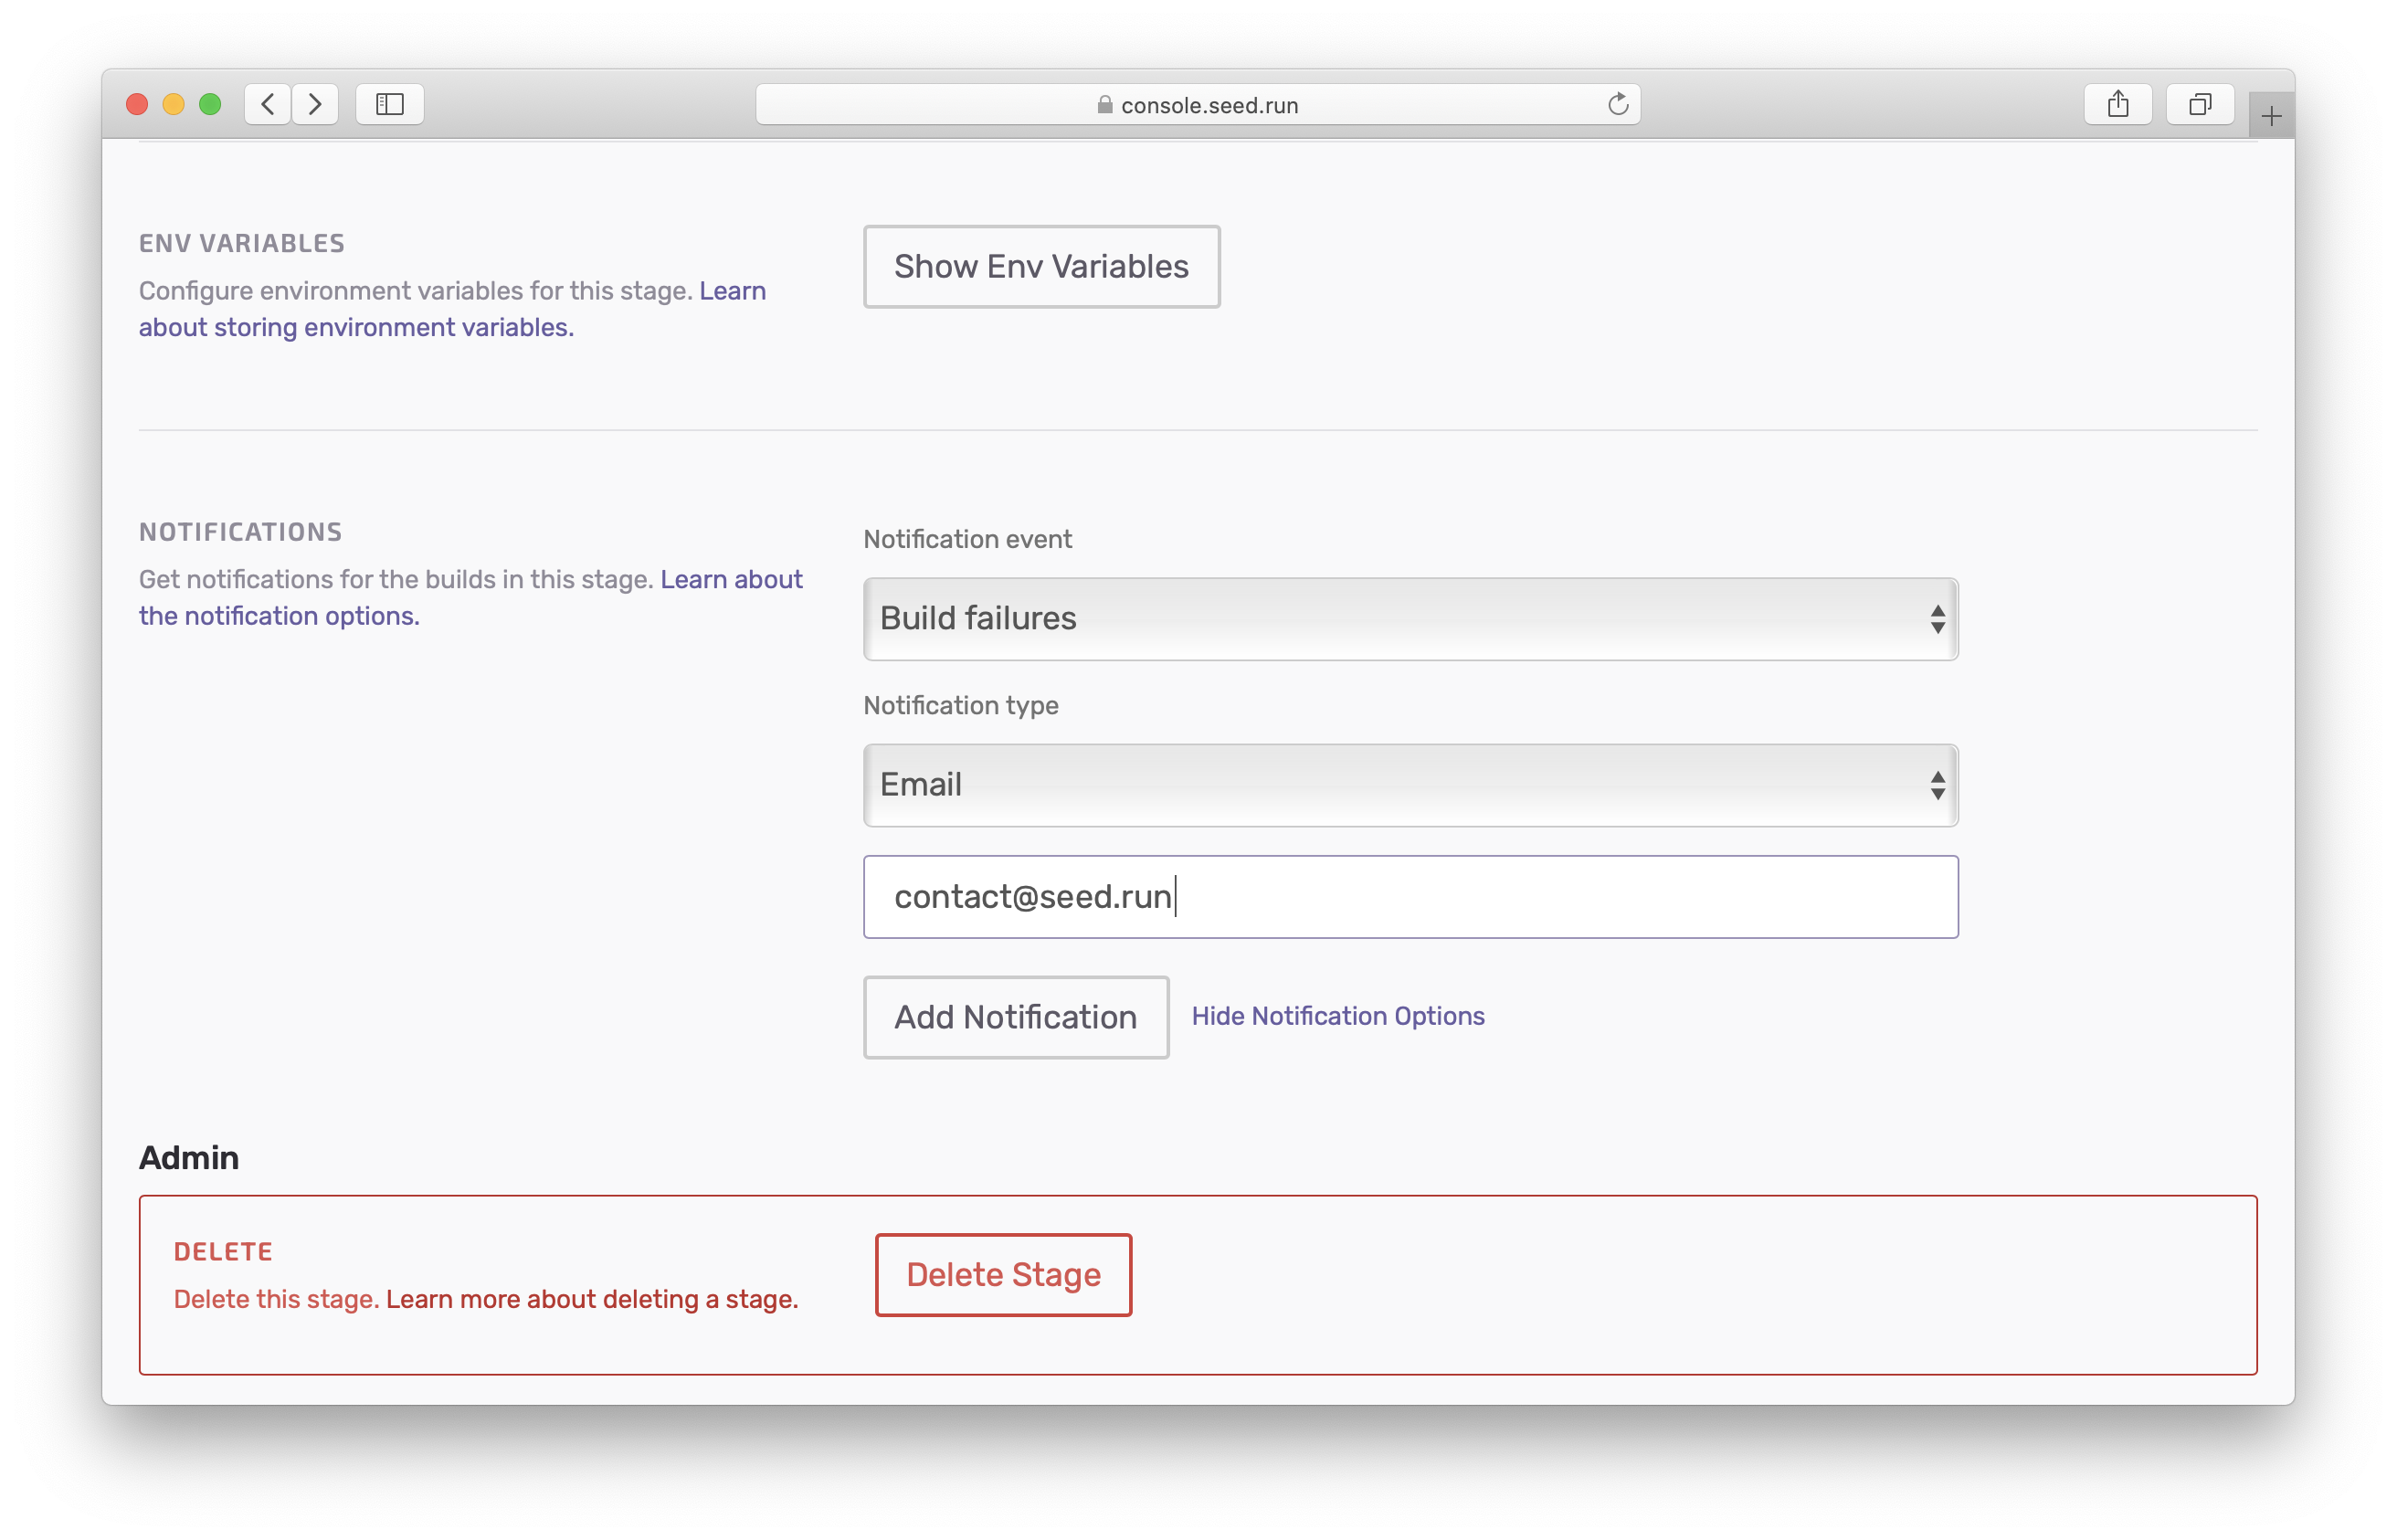 console.seed.run
ENV VARIABLES
Configure environment variables for this stage. Learn
about storing environment variables.
Show Env Variables
NOTIFICATIONS
Get notifications for the builds in this stage. Learn about
the notification options.
Notification event
Build failures
Notification type
Email
contact@seed.run
Add Notification
Hide Notification Options
Admin
DELETE
Delete this stage. Learn more about deleting a stage.
Delete Stage